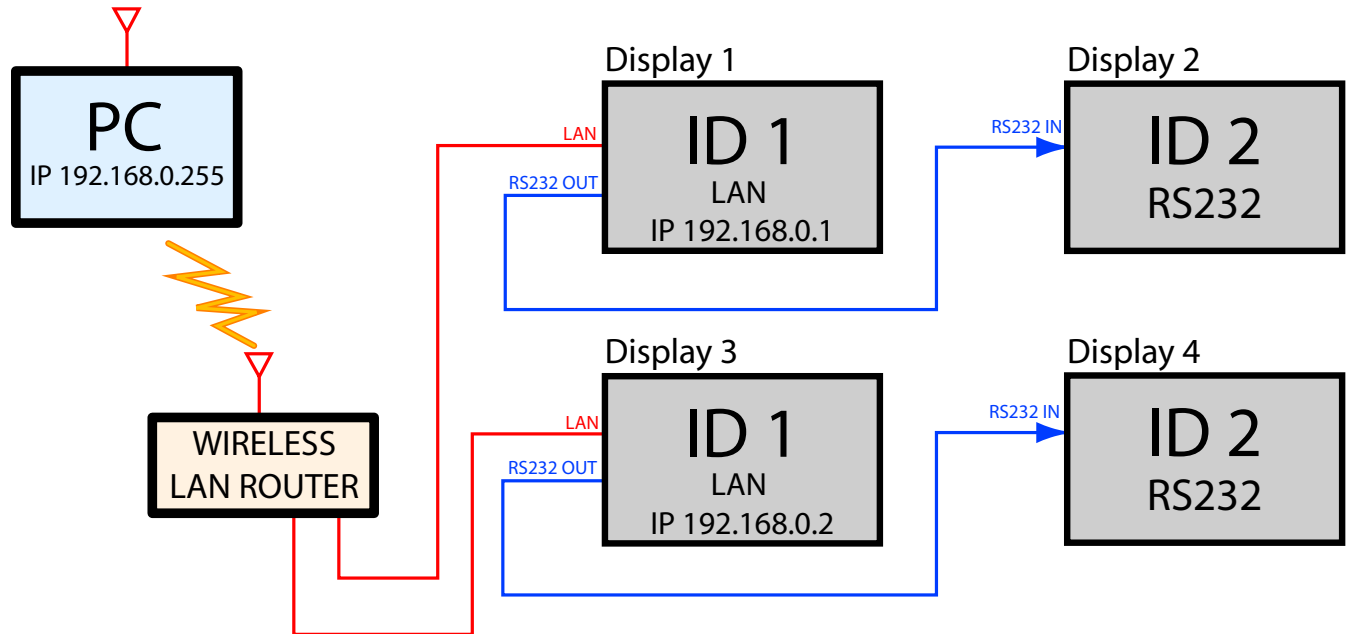 PC
IP 192.168.0.255
WIRELESS
LAN ROUTER
Display 1
LAN
RS232 OUT
ID 1
LAN
IP 192.168.0.1
Display 2
RS232 IN
ID 2
RS232
Display 3
LAN
RS232 OUT
ID 1
LAN
IP 192.168.0.2
Display 4
RS232 IN
ID 2
RS232